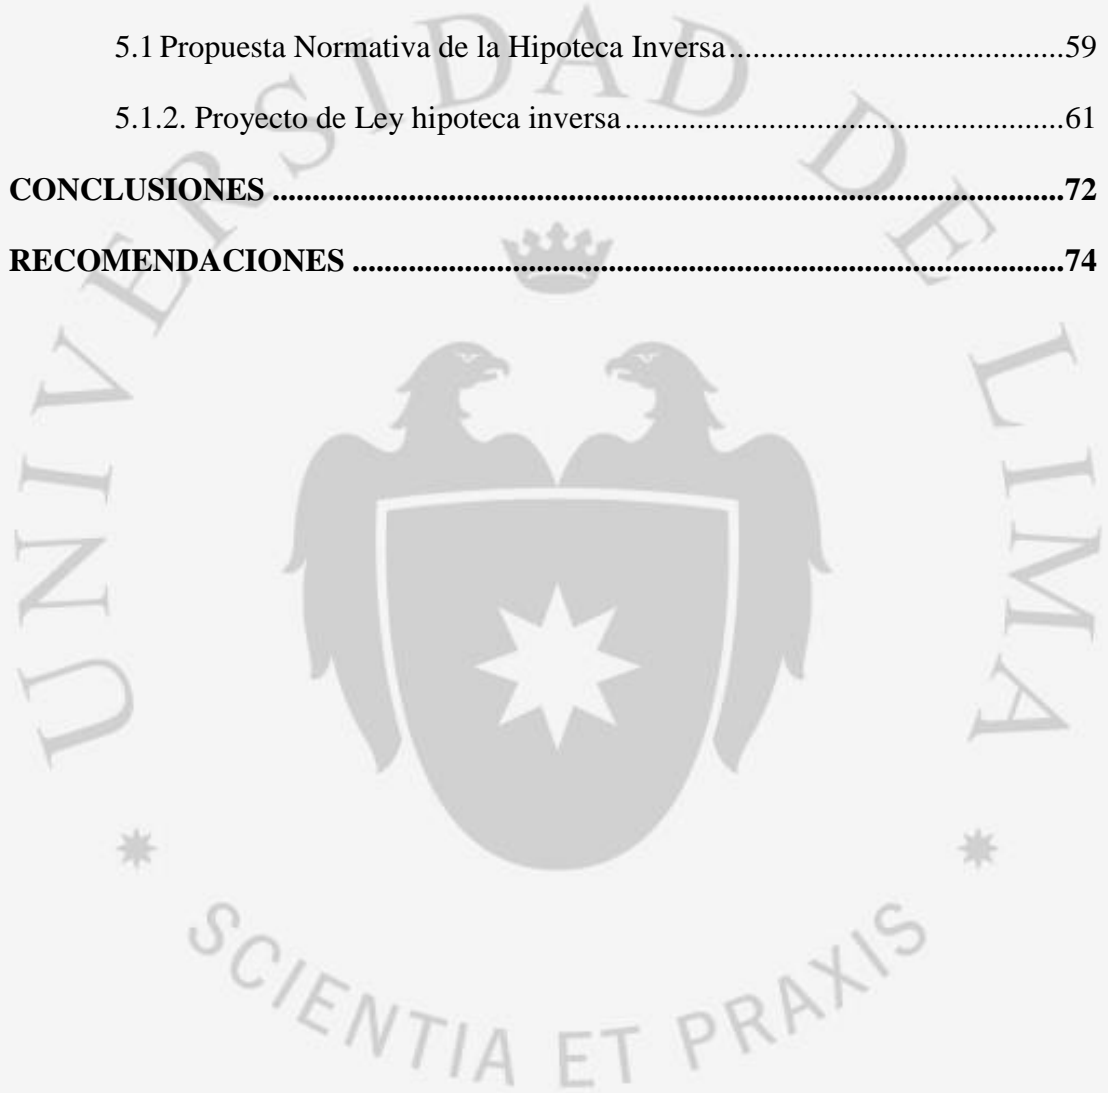 5.1 Propuesta Normativa de la Hipoteca Inversa..........................................59
5.1.2. Proyecto de Ley hipoteca inversa.......................................................61
CONCLUSIONES ....................................................................................................72
RECOMENDACIONES ..........................................................................................74
UNIVERSIDAD DE LIMA
SCIENTIA ET PRAXIS